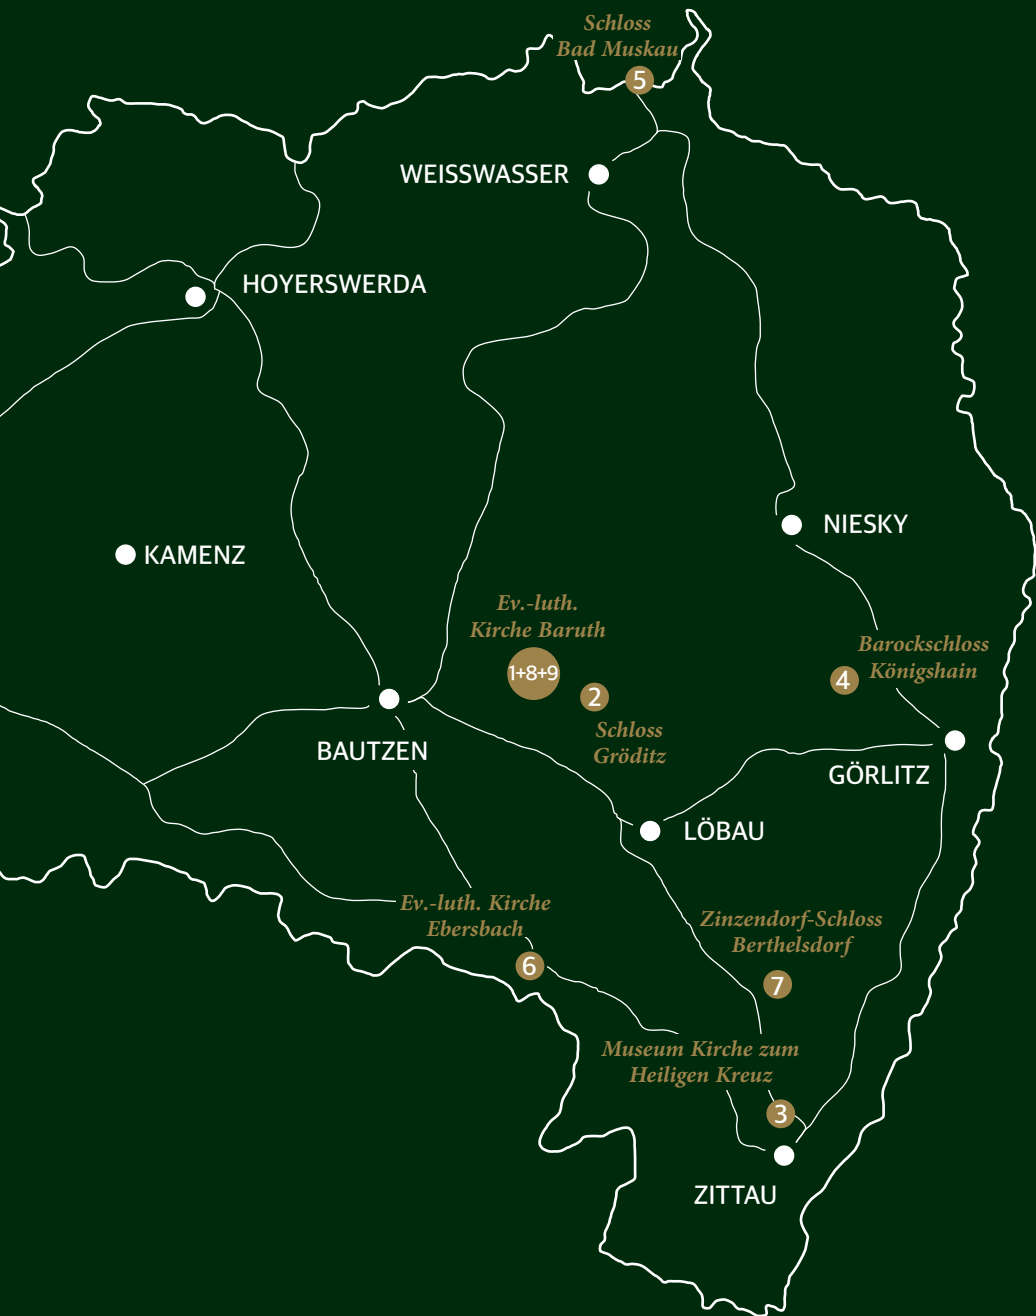 Schloss
Bad Muskau
5
WEISSWASSER
HOYERSWERDA
NIESKY
KAMENZ
Ev.-luth.
Kirche Baruth
1+8+9
2
Schloss
Gröditz
Barockschloss
Königshain
4
BAUTZEN
GÖRLITZ
LÖBAU
Ev.-luth. Kirche
Ebersbach
6
Zinzendorf-Schloss
Berthelsdorf
7
Museum Kirche zum
Heiligen Kreuz
3
ZITTAU